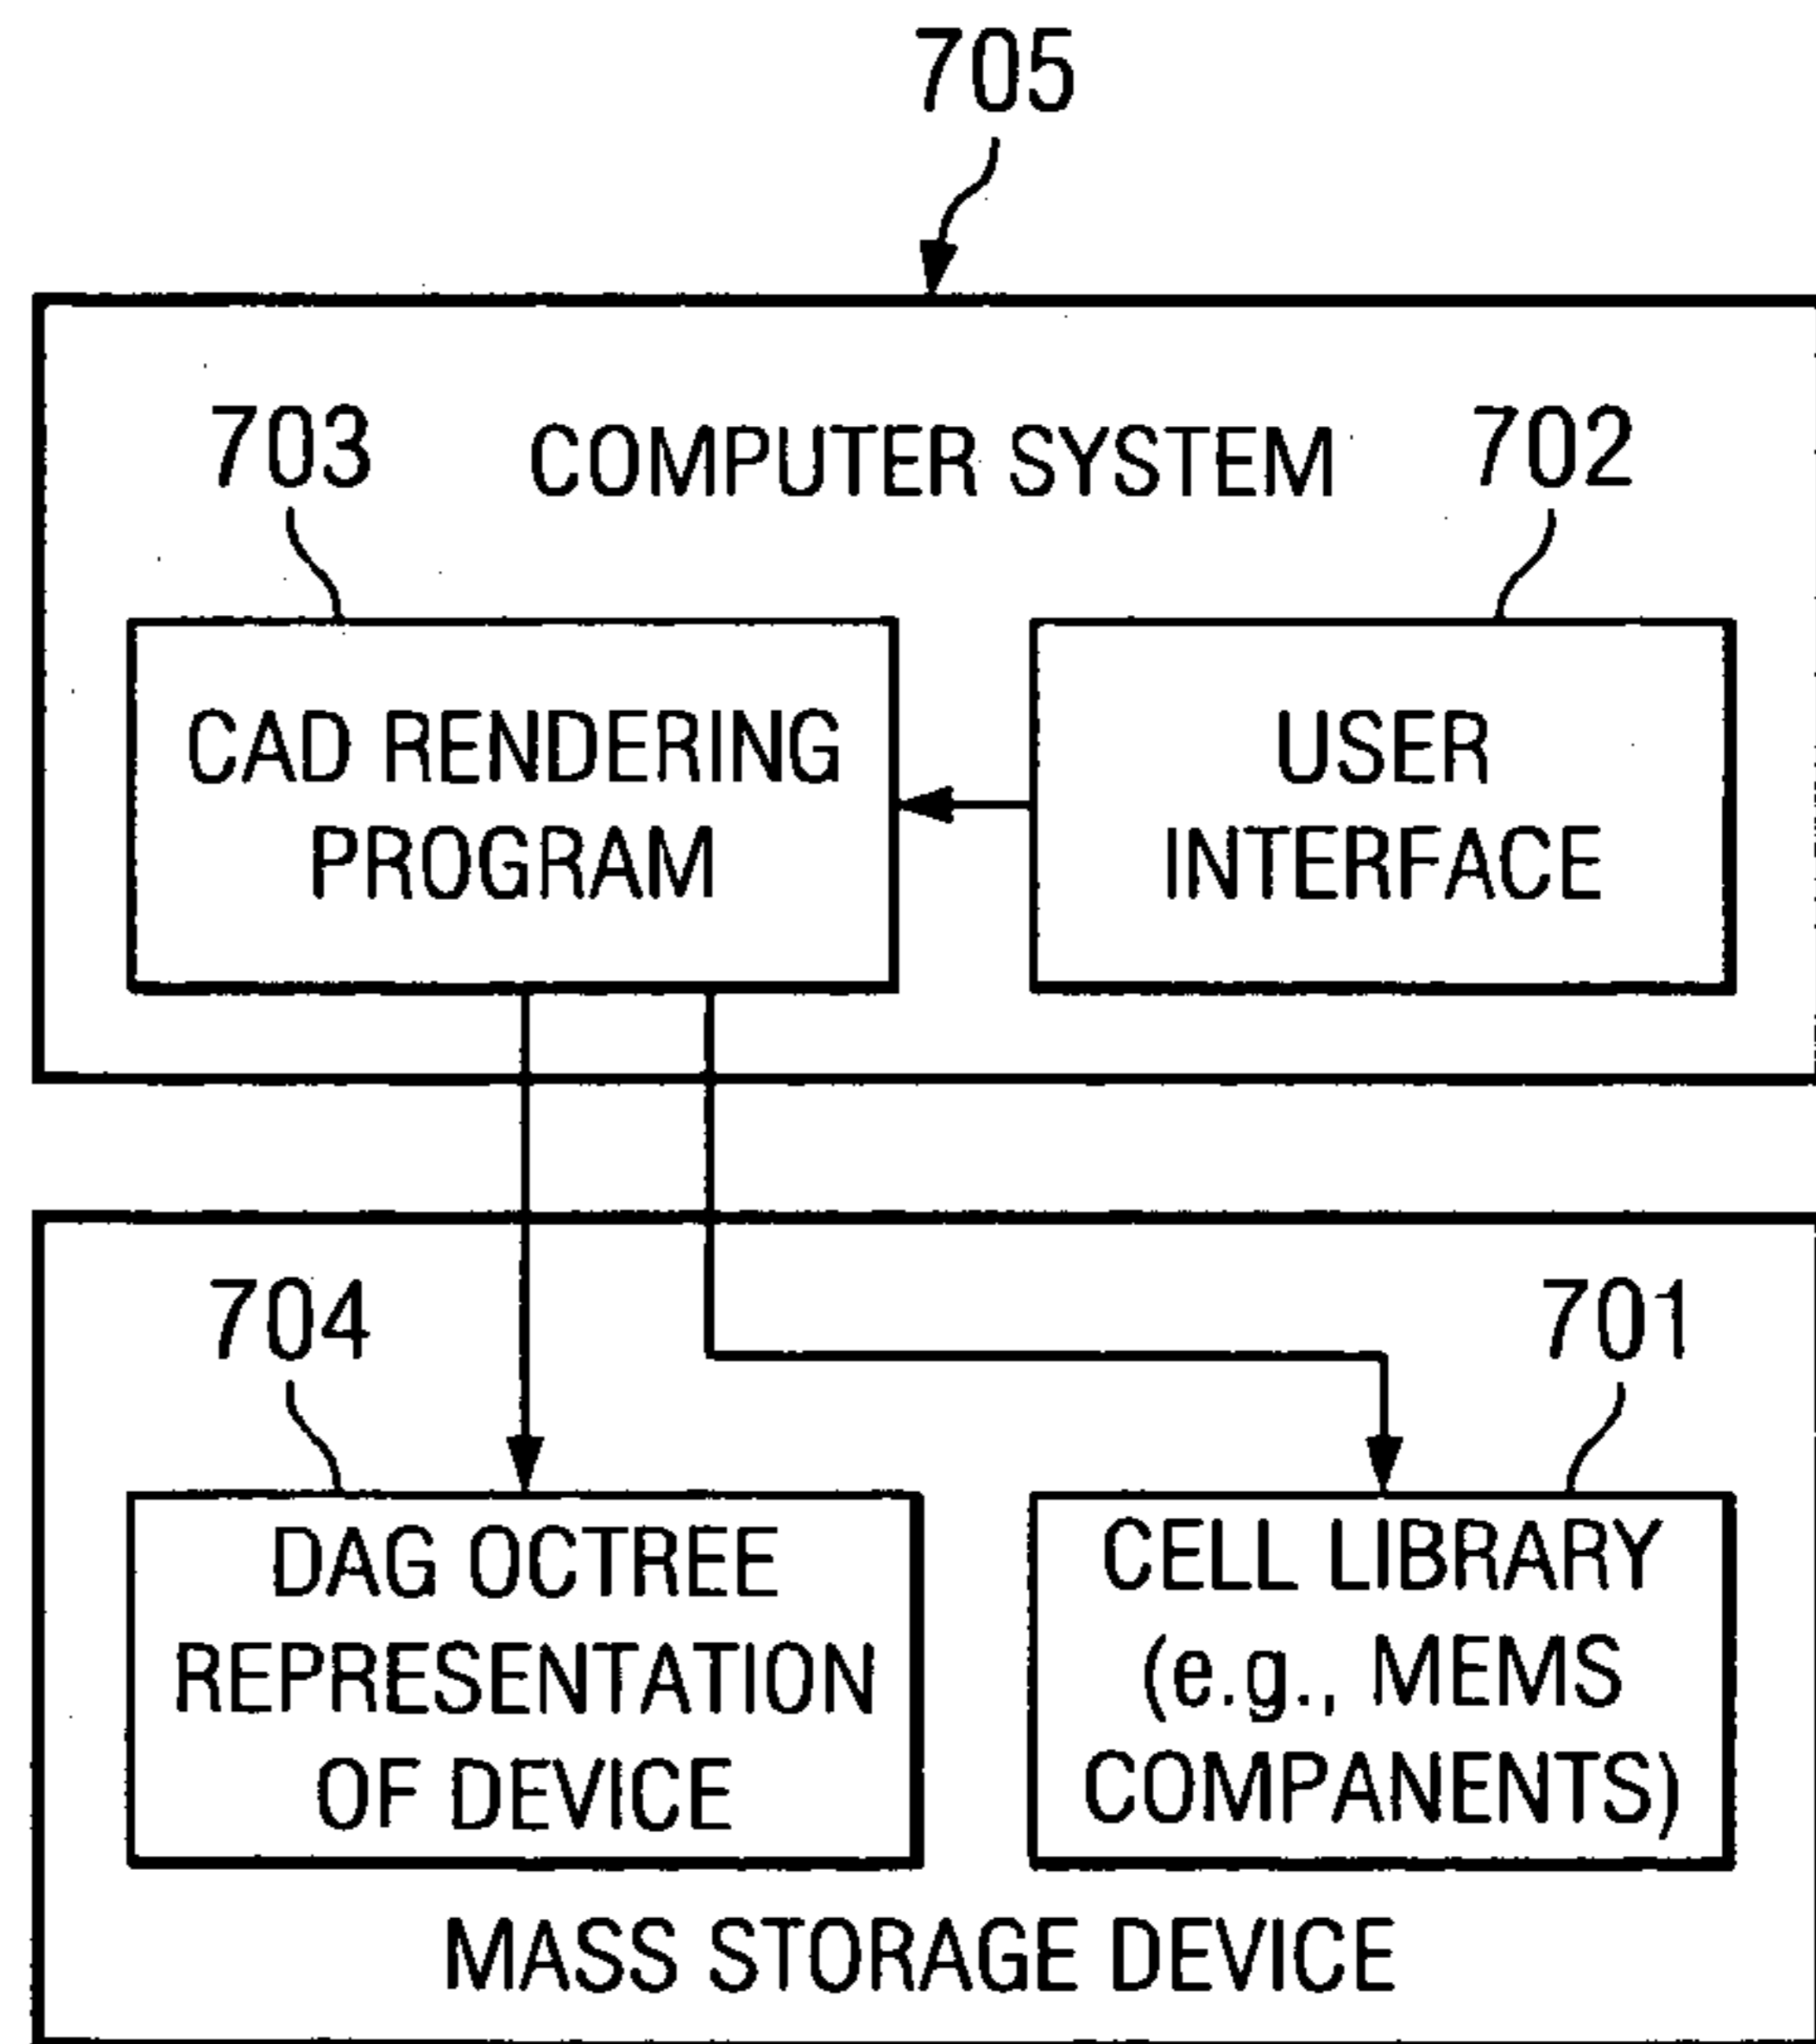 705
703
COMPUTER SYSTEM
702
CAD RENDERING
PROGRAM
USER
INTERFACE
704
701
DAG OCTREE
REPRESENTATION
OF DEVICE
CELL LIBRARY
(e.g., MEMS
COMPANENTS)
MASS STORAGE DEVICE